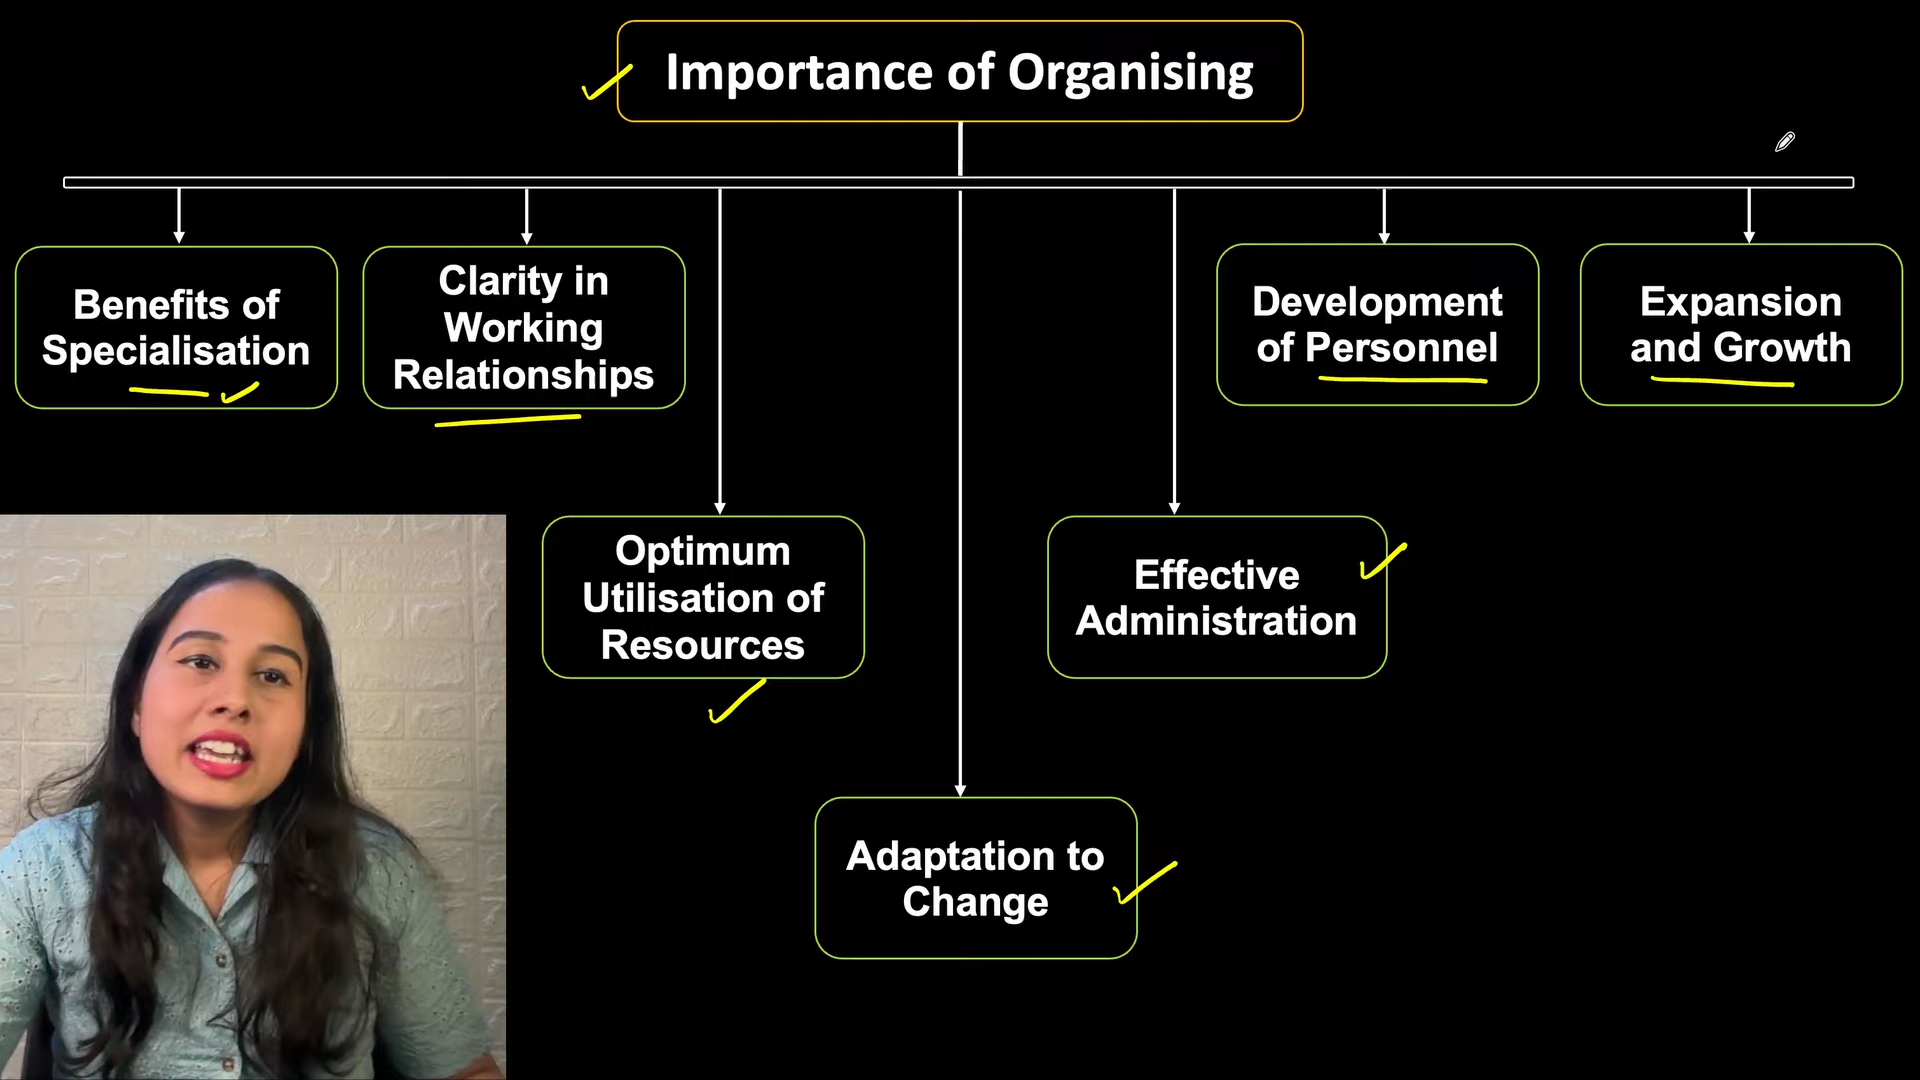 Importance of Organising
Benefits of
Specialisation
Clarity in
Working
Relationships
Optimum
Utilisation of
Resources
Adaptation to
Change
Effective
Administration
Development
of Personnel
Expansion
and Growth